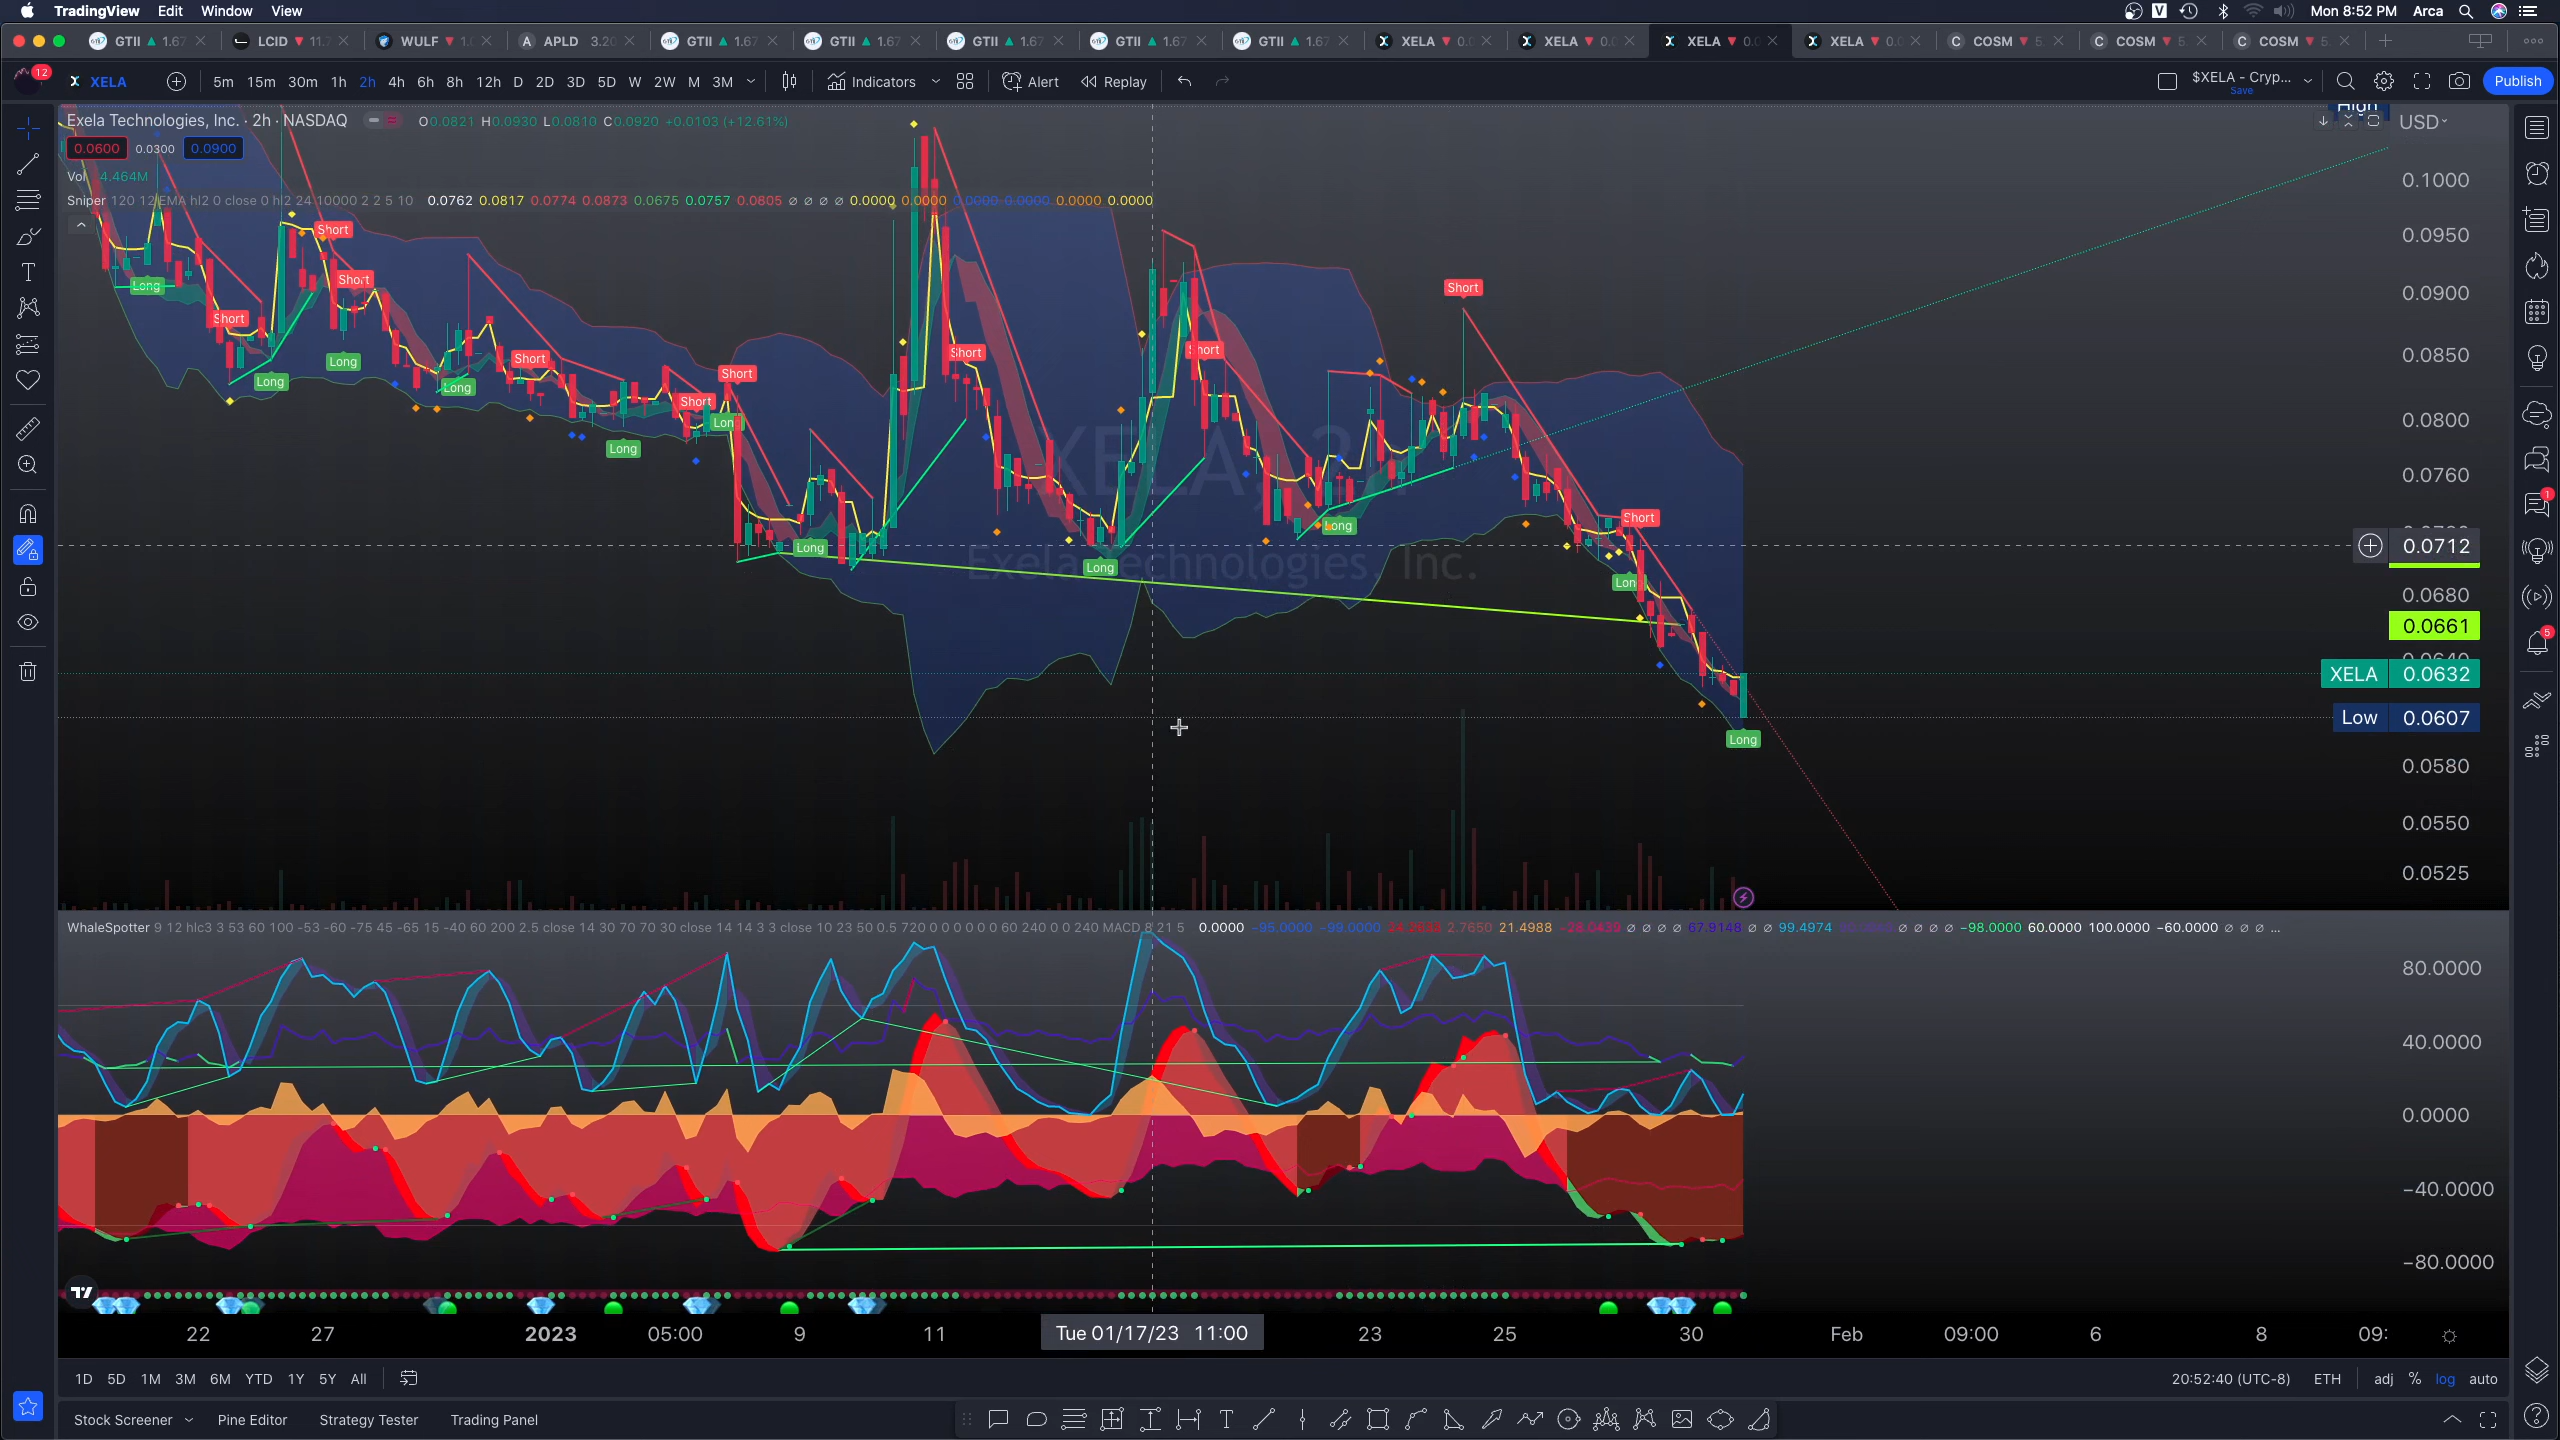 TradingView Edit Window View V Mon 8:52 PM Arca
GTII ▲ 1.67 LCID ▼ 11.7 WULF ▼ 1.0 APLD 3.20 GTII ▲ 1.67 GTII ▲ 1.67 GTII ▲ 1.67 GTII ▲ 1.67 GTII ▲ 1.67 XELA ▼ 0.0 XELA ▼ 0.0 XELA ▼ 0.0 XELA ▼ 0.0 COSM ▼ 5. COSM ▼ 5. COSM ▼ 5.
12 XELA 5m 15m 30m 1h 2h 4h 6h 8h 12h D 2D 3D 5D W 2W M 3M Indicators Alert Replay $XELA - Cryp... Save Publish
High
Exela Technologies, Inc. · 2h · NASDAQ O0.0821 H0.0930 L0.0810 C0.0920 +0.0103 (+12.61%) USD
0.0600 0.0300 0.0900
Vol 4.464M
0.1000
Sniper 120 12 EMA hl2 0 close 0 hl2 24 10000 2 2 5 10 0.0762 0.0817 0.0774 0.0873 0.0675 0.0757 0.0805 ∅ ∅ ∅ ∅ 0.0000 0.0000 0.0000 0.0000 0.0000 0.0000
Short
0.0950
Short
Long
Short
0.0900
Short
Short
Short
0.0850
Short
Long
Short
Long
Long
Short
Long
0.0800
Long
XELA, 2h
0.0760
Short
Long
Long
0.0712
Exela Technologies, Inc.
Long
Long
0.0680
0.0661
XELA 0.0632
Low 0.0607
Long
0.0580
0.0550
0.0525
WhaleSpotter 9 12 hlc3 3 53 60 100 -53 -60 -75 45 -65 15 -40 60 200 2.5 close 14 30 70 70 30 close 14 14 3 3 close 10 23 50 0.5 720 0 0 0 0 0 60 240 0 0 240 MACD 8 21 5 0.0000 −95.0000 −99.0000 2.7650 21.4988 −28.0439 ∅ ∅ ∅ ∅ 67.9148 ∅ ∅ 99.4974 ∅ ∅ ∅ ∅ −98.0000 60.0000 100.0000 −60.0000 ∅ ∅ ∅ ...
80.0000
40.0000
0.0000
−40.0000
−80.0000
22 27 2023 05:00 9 11 Tue 01/17/23 11:00 23 25 30 Feb 09:00 6 8 09:
1D 5D 1M 3M 6M YTD 1Y 5Y All 20:52:40 (UTC-8) ETH adj % log auto
Stock Screener Pine Editor Strategy Tester Trading Panel